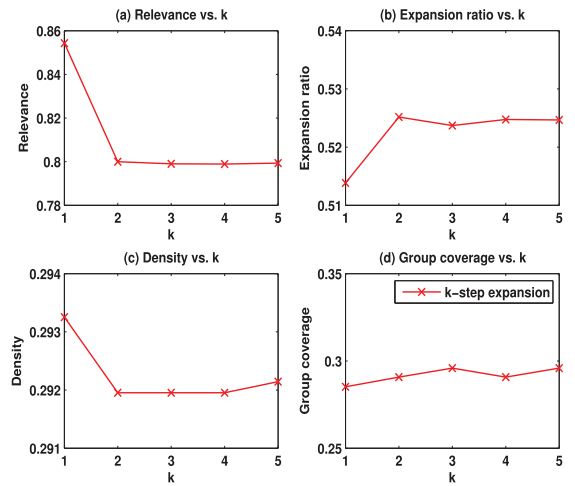 (a) Relevance vs. k
0.86
0.84
0.82
0.8
0.78
Relevance
1 2 3 4 5
k
(b) Expansion ratio vs. k
0.54
0.53
0.52
0.51
Expansion ratio
1 2 3 4 5
k
(c) Density vs. k
0.294
0.293
0.292
0.291
Density
1 2 3 4 5
k
(d) Group coverage vs. k
0.35
0.3
0.25
Group coverage
k-step expansion
1 2 3 4 5
k